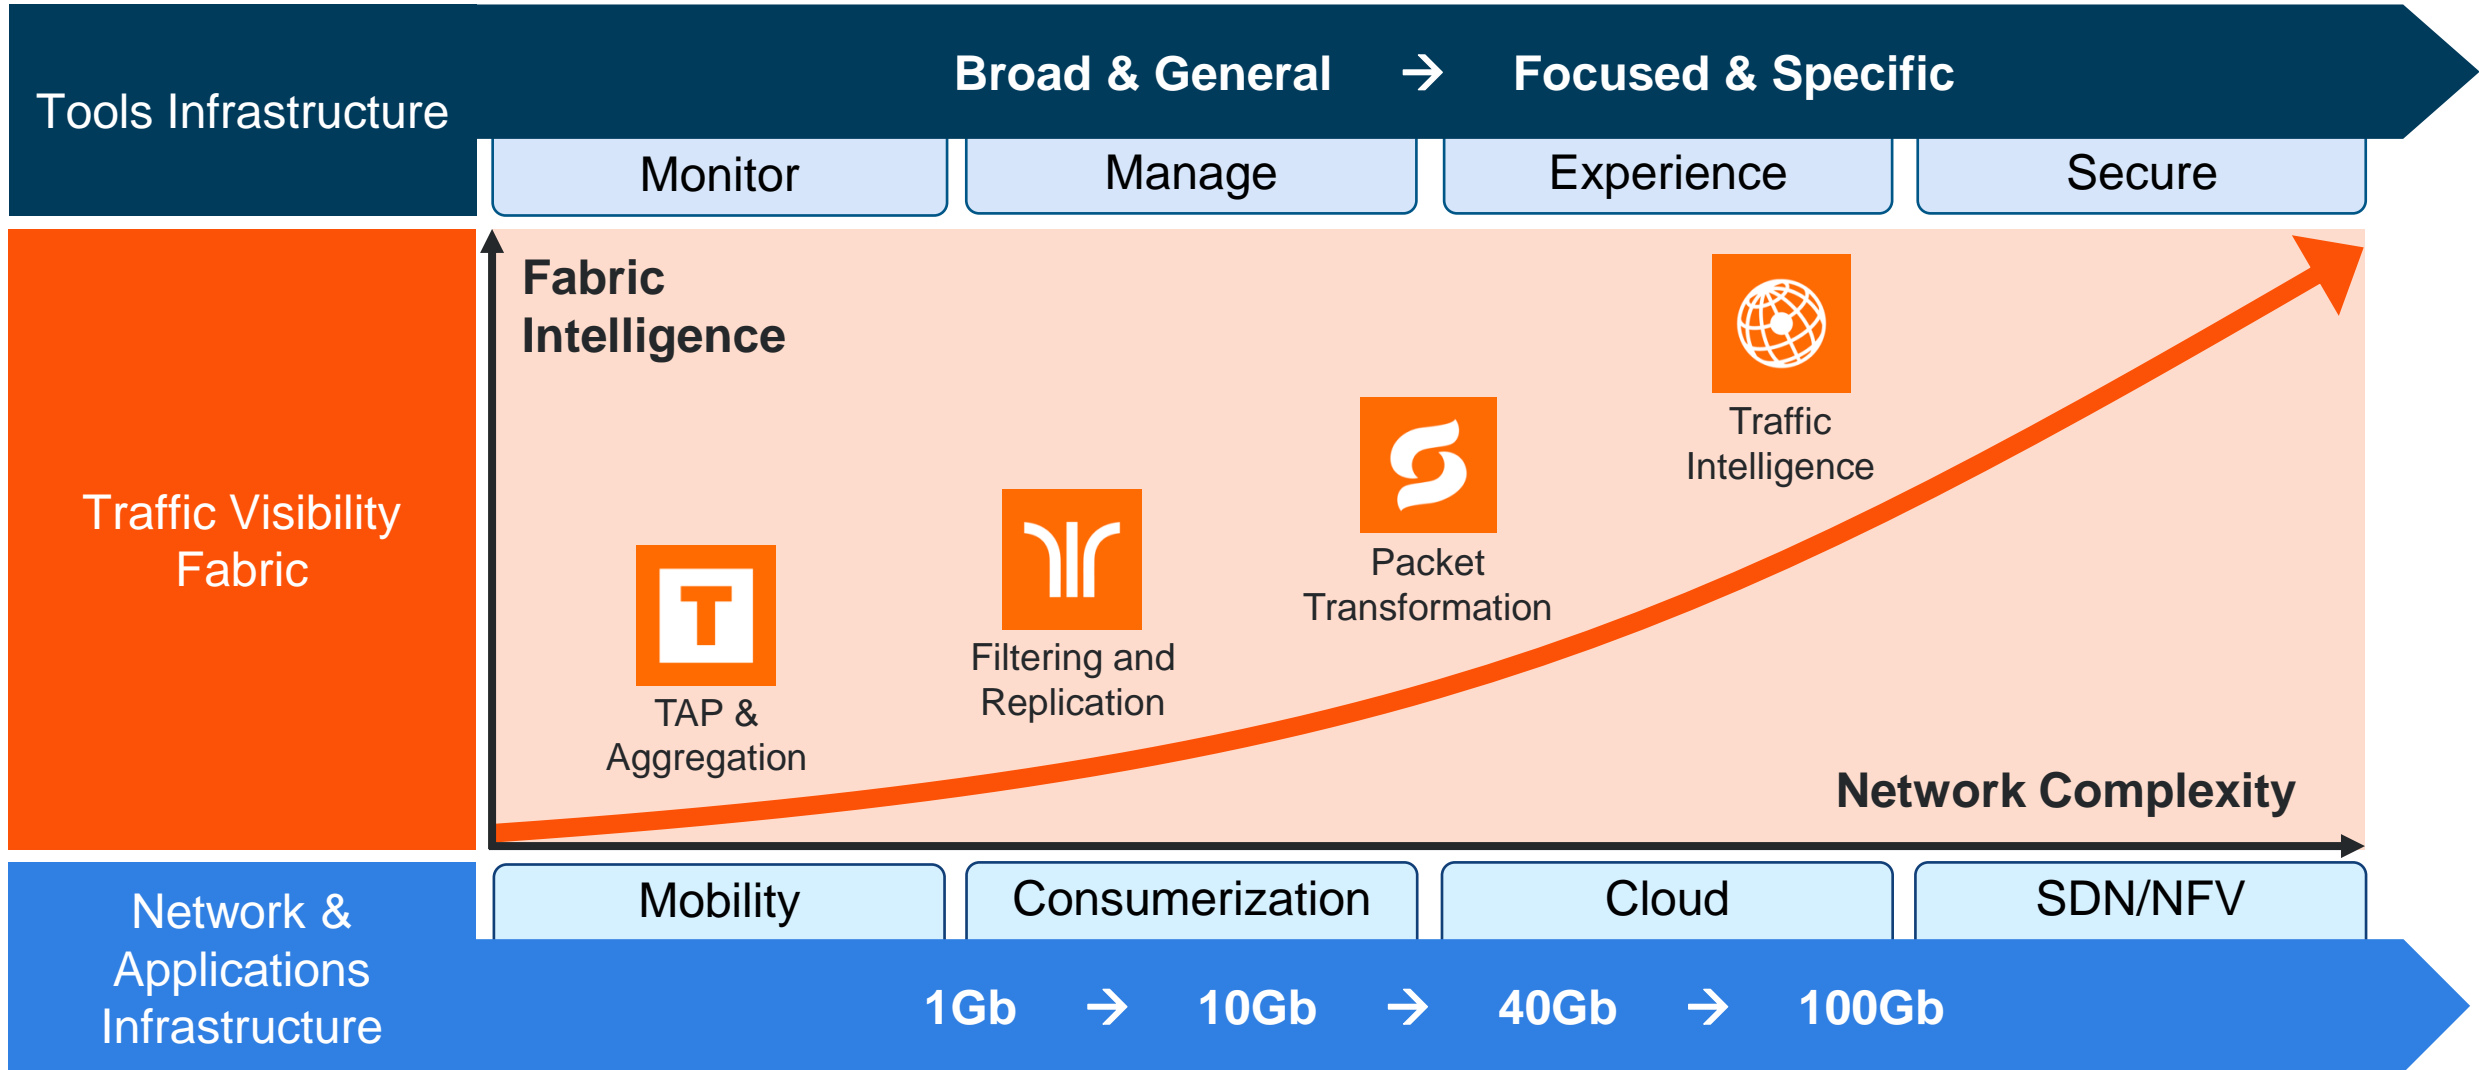 Tools Infrastructure
Broad & General → Focused & Specific
Monitor
Manage
Experience
Secure
Traffic Visibility
Fabric
Fabric
Intelligence
T
TAP &
Aggregation
Filtering and
Replication
Packet
Transformation
Traffic
Intelligence
Network Complexity
Network &
Applications
Infrastructure
Mobility
Consumerization
Cloud
SDN/NFV
1Gb → 10Gb → 40Gb → 100Gb